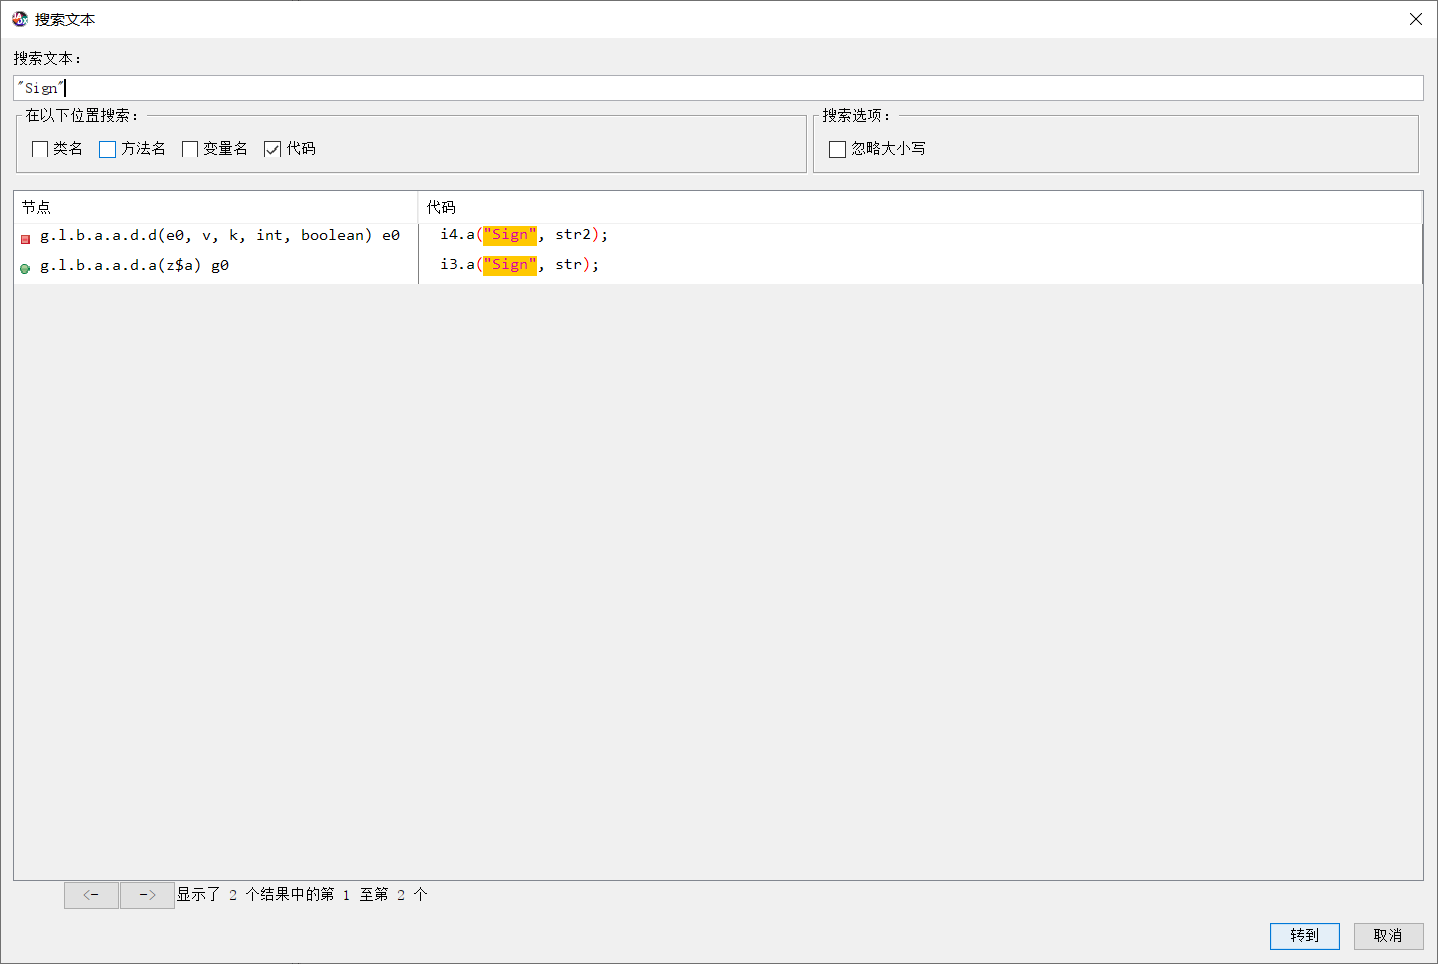 搜索文本
搜索文本：
"Sign"
在以下位置搜索：
类名 方法名 变量名 代码
搜索选项：
忽略大小写
节点 代码
g.l.b.a.a.d.d(e0, v, k, int, boolean) e0 i4.a("Sign", str2);
g.l.b.a.a.d.a(z$a) g0 i3.a("Sign", str);
<- -> 显示了 2 个结果中的第 1 至第 2 个
转到 取消